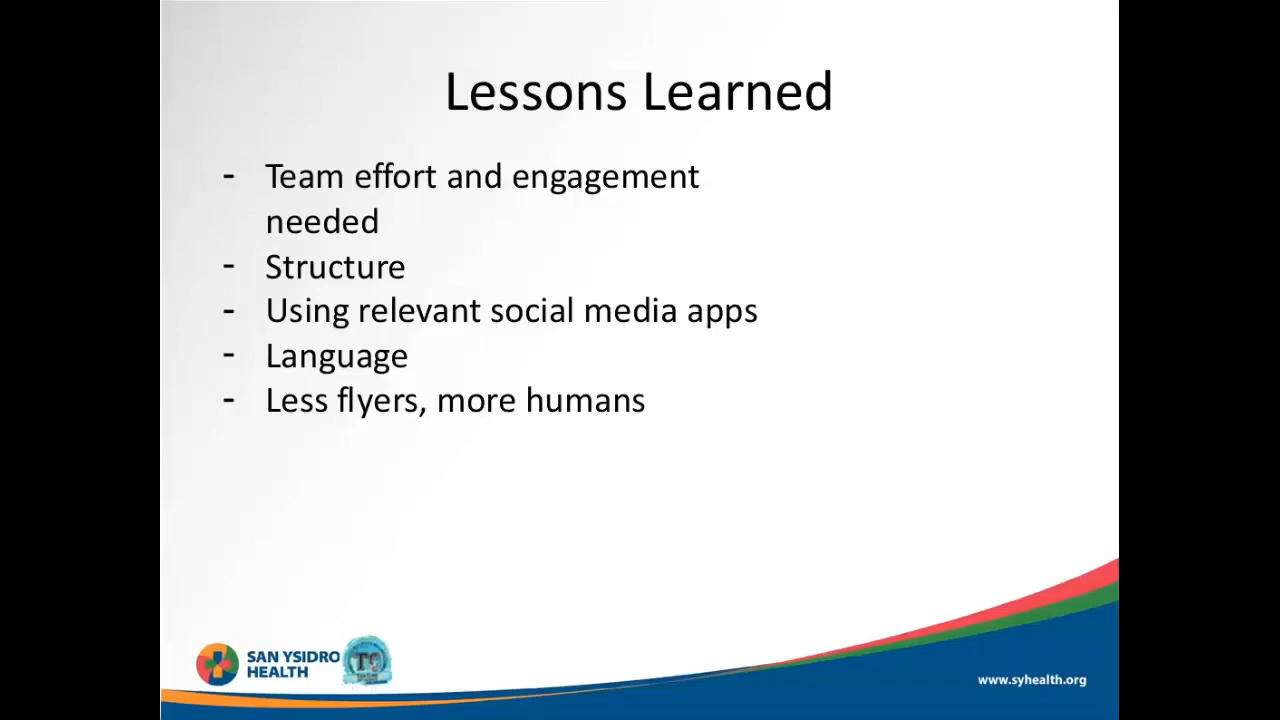 Lessons Learned
- Team effort and engagement
needed
- Structure
- Using relevant social media apps
- Language
- Less flyers, more humans
SAN YSIDRO
HEALTH
www.syhealth.org